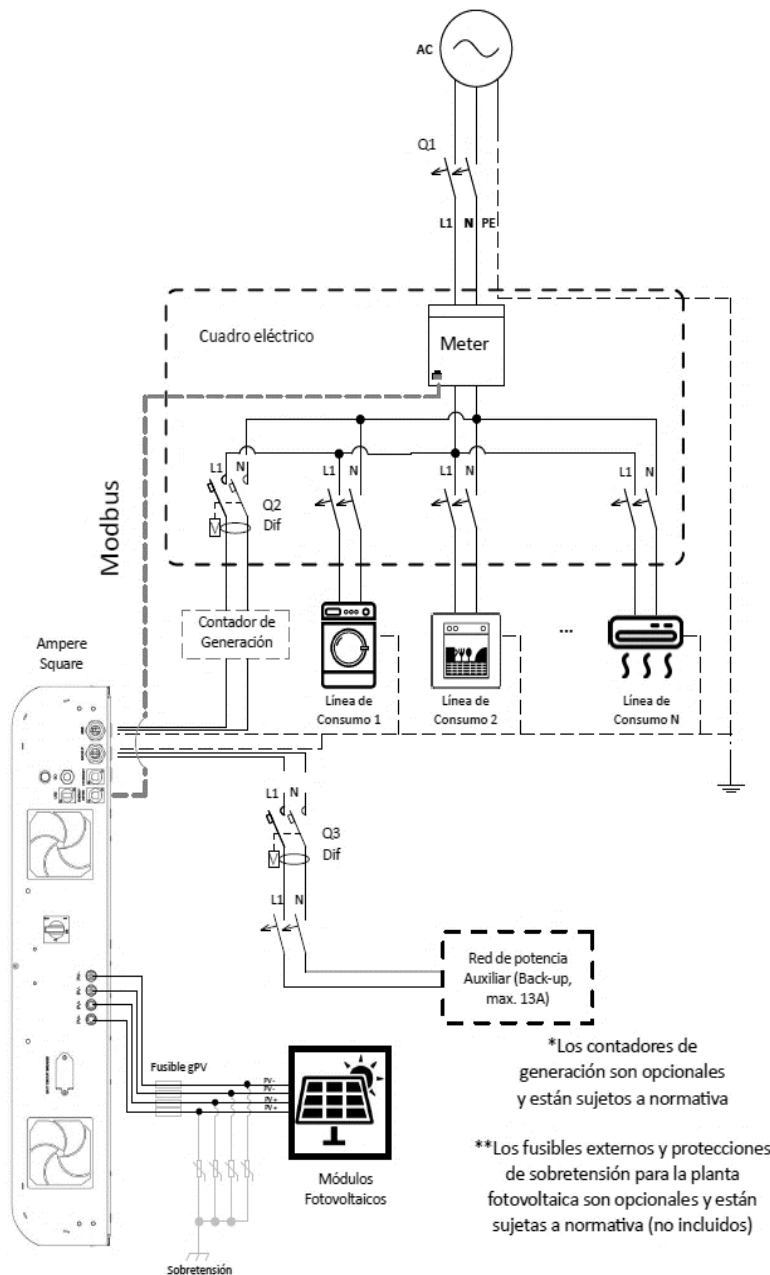 AC
Q1
L1 N PE
Cuadro eléctrico
Meter
L1 N
Q2
Dif
L1 N
L1 N
L1 N
Modbus
Contador de
Generación
Ampere
Square
Línea de
Consumo 1
Línea de
Consumo 2
...
Línea de
Consumo N
L1 N
Q3
Dif
L1 N
Red de potencia
Auxiliar (Back-up,
max. 13A)
Fusible gPV
PV-
PV-
PV+
PV+
Módulos
Fotovoltaicos
Sobretensión
*Los contadores de
generación son opcionales
y están sujetos a normativa
**Los fusibles externos y protecciones
de sobretensión para la planta
fotovoltaica son opcionales y están
sujetas a normativa (no incluidos)